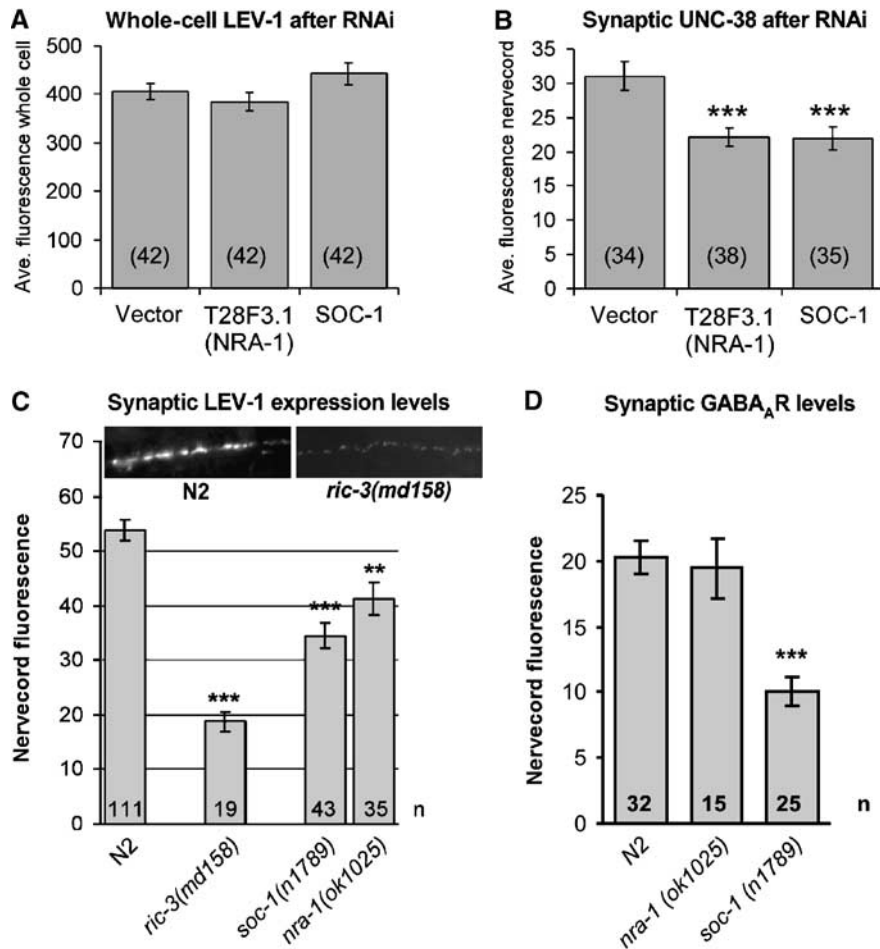 A
Whole-cell LEV-1 after RNAi
Ave. fluorescence whole cell
500
400
300
200
100
0
(42)
(42)
(42)
Vector
T28F3.1
(NRA-1)
SOC-1
B
Synaptic UNC-38 after RNAi
Ave. fluorescence nervecord
35
30
25
20
15
10
5
0
***
***
(34)
(38)
(35)
Vector
T28F3.1
(NRA-1)
SOC-1
C
Synaptic LEV-1 expression levels
Nervecord fluorescence
70
60
50
40
30
20
10
0
N2
ric-3(md158)
***
***
**
111
19
43
35
n
N2
ric-3(md158)
soc-1(n1789)
nra-1(ok1025)
D
Synaptic GABA_AR levels
Nervecord fluorescence
25
20
15
10
5
0
***
32
15
25
n
N2
nra-1 (ok1025)
soc-1 (n1789)